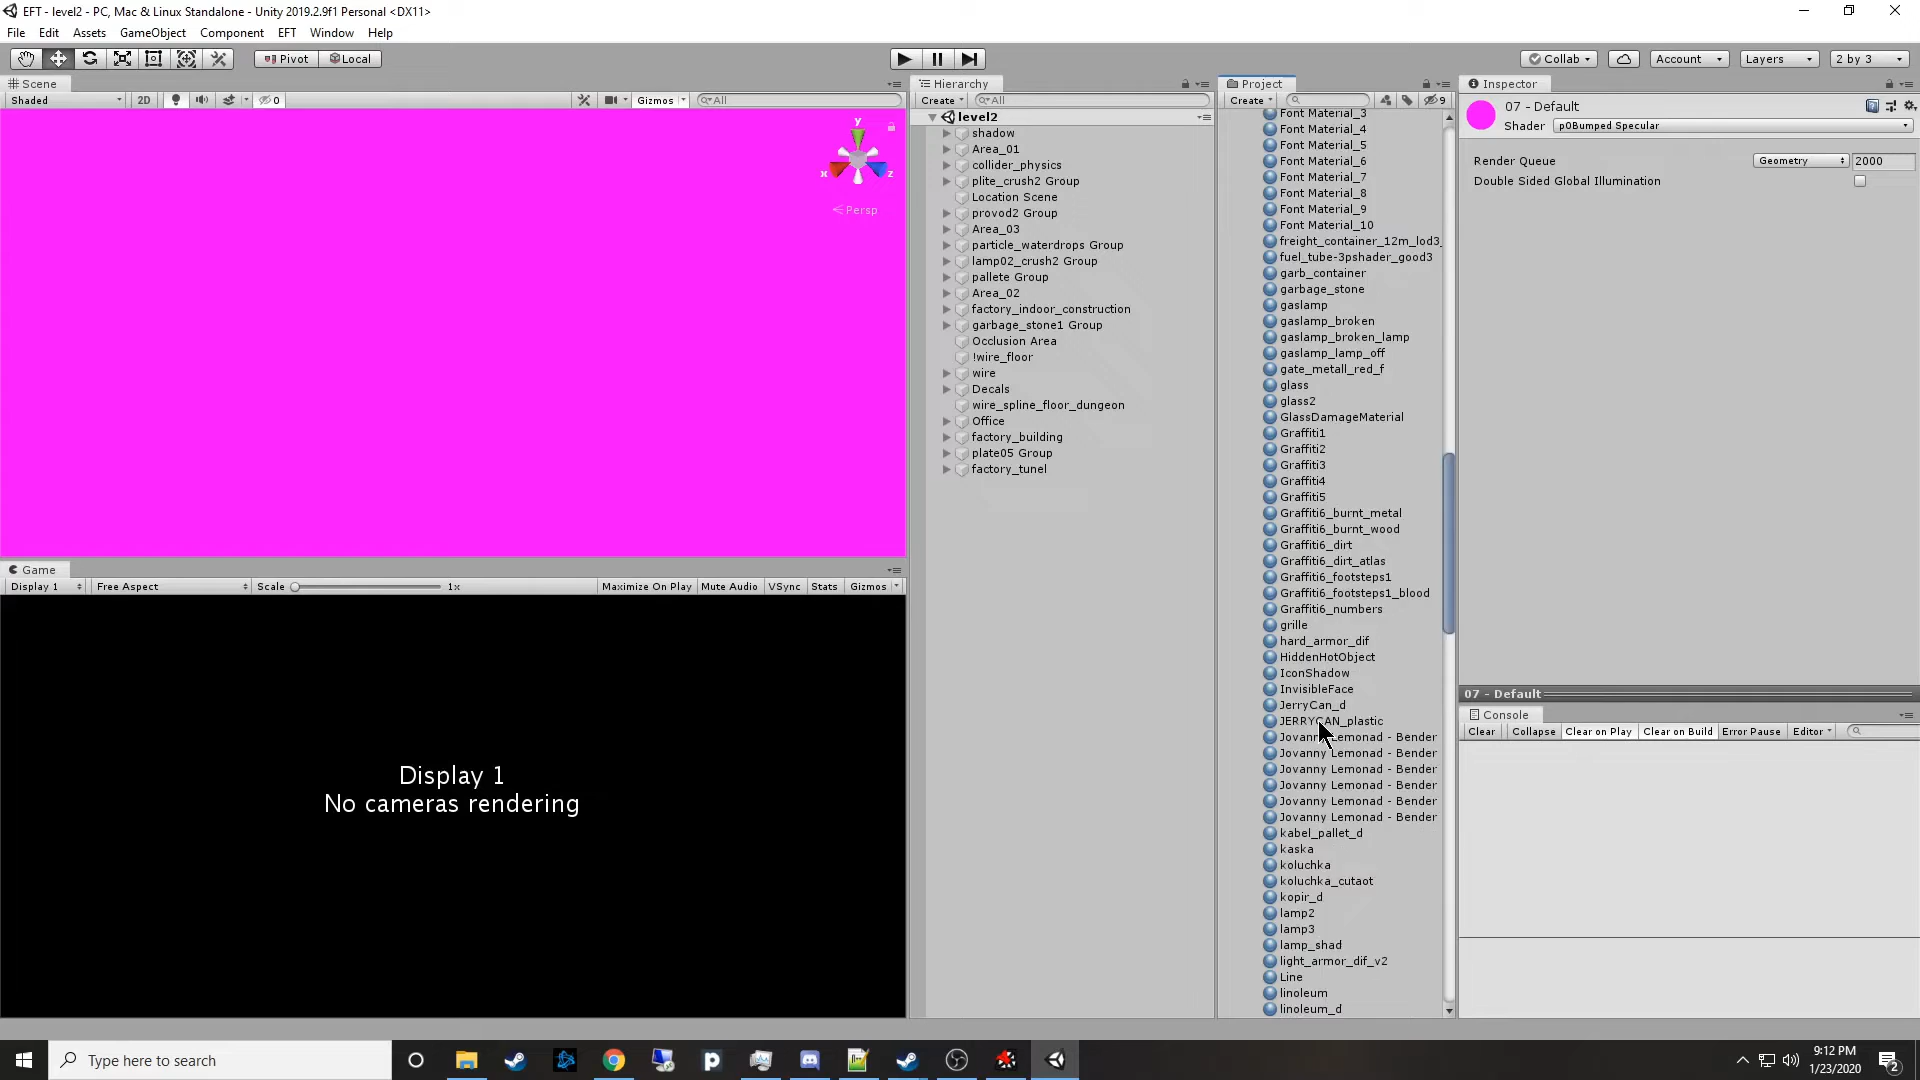 EFT - level2 - PC, Mac & Linux Standalone - Unity 2019.2.9f1 Personal <DX11>
File Edit Assets GameObject Component EFT Window Help
Pivot Local
Collab Account Layers 2 by 3
Scene
Shaded 2D 0 Gizmos All
y
x z
Persp
Game
Display 1 Free Aspect Scale 1x Maximize On Play Mute Audio VSync Stats Gizmos
Display 1
No cameras rendering
Hierarchy
Create All
level2
shadow
Area_01
collider_physics
plite_crush2 Group
Location Scene
provod2 Group
Area_03
particle_waterdrops Group
lamp02_crush2 Group
pallete Group
Area_02
factory_indoor_construction
garbage_stone1 Group
Occlusion Area
!wire_floor
wire
Decals
wire_spline_floor_dungeon
Office
factory_building
plate05 Group
factory_tunel
Project
Create 9
Font Material_3
Font Material_4
Font Material_5
Font Material_6
Font Material_7
Font Material_8
Font Material_9
Font Material_10
freight_container_12m_lod3_
fuel_tube-3pshader_good3
garb_container
garbage_stone
gaslamp
gaslamp_broken
gaslamp_broken_lamp
gaslamp_lamp_off
gate_metall_red_f
glass
glass2
GlassDamageMaterial
Graffiti1
Graffiti2
Graffiti3
Graffiti4
Graffiti5
Graffiti6_burnt_metal
Graffiti6_burnt_wood
Graffiti6_dirt
Graffiti6_dirt_atlas
Graffiti6_footsteps1
Graffiti6_footsteps1_blood
Graffiti6_numbers
grille
hard_armor_dif
HiddenHotObject
IconShadow
InvisibleFace
JerryCan_d
JERRYCAN_plastic
Jovanny Lemonad - Bender
Jovanny Lemonad - Bender
Jovanny Lemonad - Bender
Jovanny Lemonad - Bender
Jovanny Lemonad - Bender
Jovanny Lemonad - Bender
kabel_pallet_d
kaska
koluchka
koluchka_cutaot
kopir_d
lamp2
lamp3
lamp_shad
light_armor_dif_v2
Line
linoleum
linoleum_d
Inspector
07 - Default
Shader p0Bumped Specular
Render Queue Geometry 2000
Double Sided Global Illumination
07 - Default
Console
Clear Collapse Clear on Play Clear on Build Error Pause Editor
Type here to search
9:12 PM
1/23/2020
2